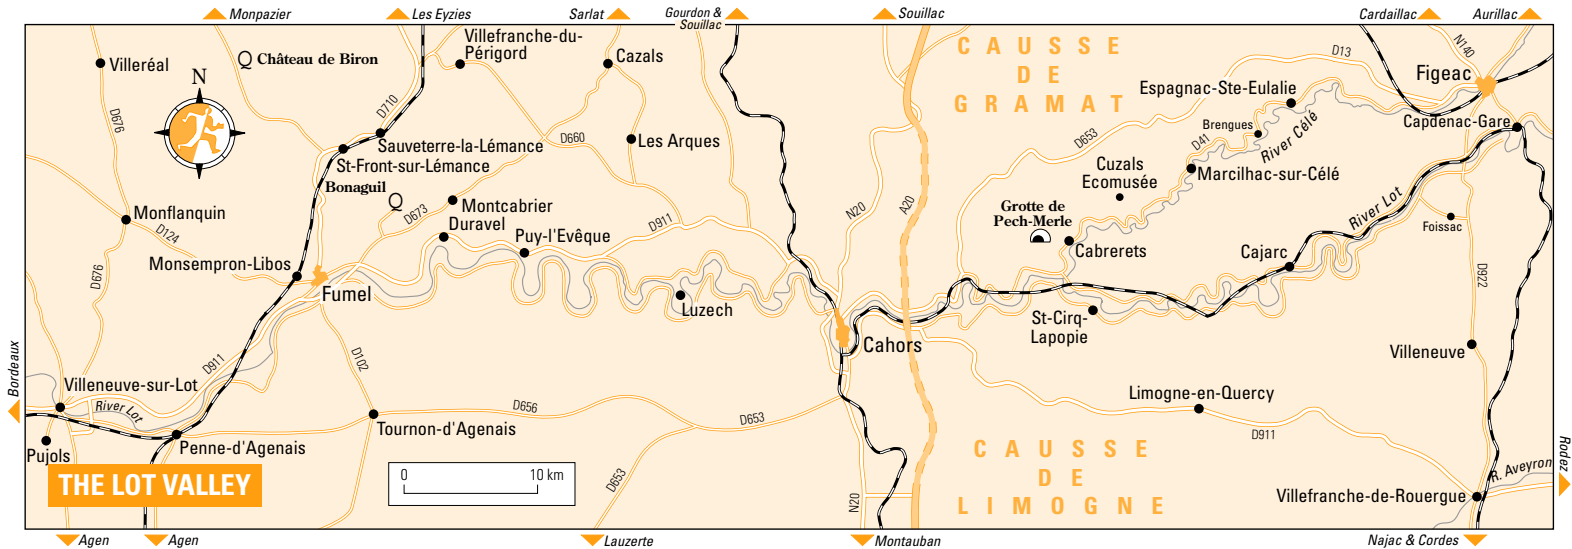 Monpazier
Les Eyzies
Sarlat
Gourdon &
Souillac
Souillac
Cardaillac
Aurillac
Villeréal
Château de Biron
Villefranche-du-
Périgord
Cazals
CAUSSE
DE
GRAMAT
D13
N140
Figeac
N
D676
D710
Sauveterre-la-Lémance
St-Front-sur-Lémance
D660
Les Arques
D653
Espagnac-Ste-Eulalie
Brengues
D41
River Célé
Capdenac-Gare
Bonaguil
Cuzals
Ecomusée
Marcilhac-sur-Célé
Monflanquin
D124
D673
Montcabrier
Duravel
Puy-l'Evêque
D911
N20
A20
Grotte de
Pech-Merle
Cabrerets
River Lot
Foissac
Cajarc
Monsempron-Libos
Fumel
D676
Luzech
D922
St-Cirq-
Lapopie
Cahors
Villeneuve
Bordeaux
D911
D102
Villeneuve-sur-Lot
River Lot
Limogne-en-Quercy
D656
D653
D911
Tournon-d'Agenais
Penne-d'Agenais
Pujols
THE LOT VALLEY
0
10 km
D653
N20
CAUSSE
DE
LIMOGNE
Rodez
R. Aveyron
Villefranche-de-Rouergue
Agen
Agen
Lauzerte
Montauban
Najac & Cordes